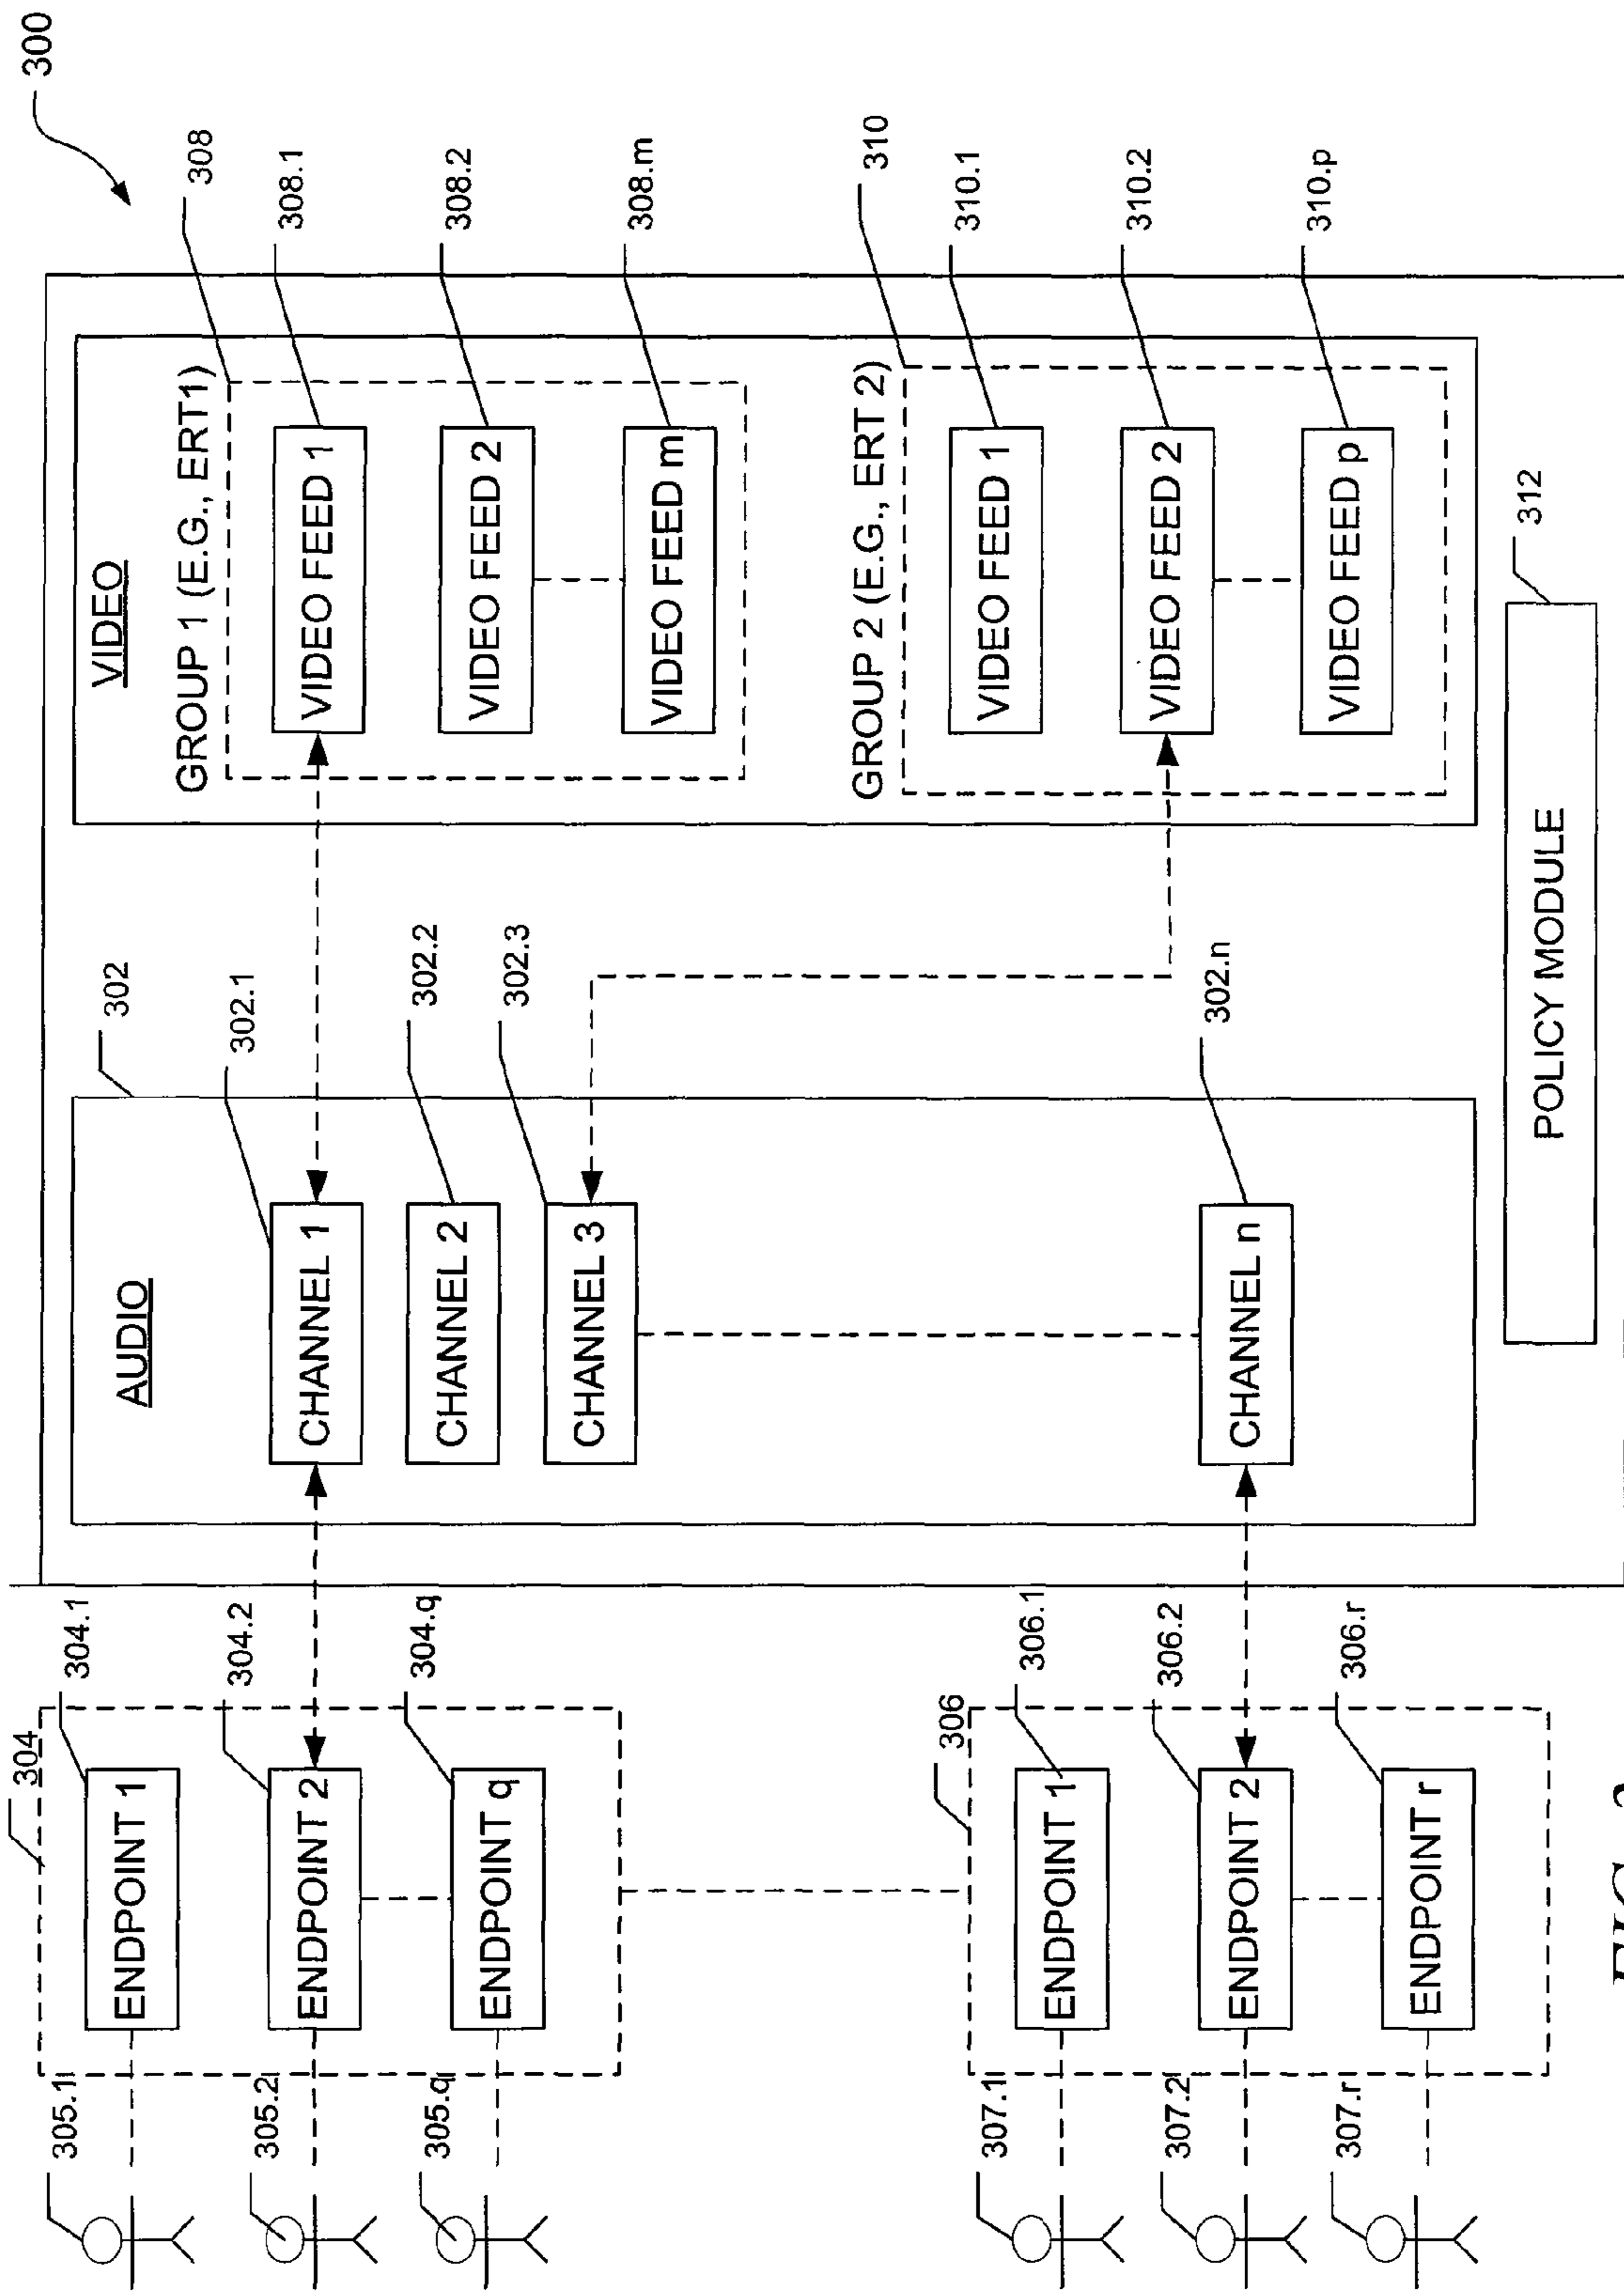 300
304
304.1
304.2
304.q
305.1
305.2
305.q
ENDPOINT 1
ENDPOINT 2
ENDPOINT q
306
306.1
306.2
306.r
307.1
307.2
307.r
ENDPOINT 1
ENDPOINT 2
ENDPOINT r
302
AUDIO
302.1
302.2
302.3
302.n
CHANNEL 1
CHANNEL 2
CHANNEL 3
CHANNEL n
VIDEO
GROUP 1 (E.G., ERT1)
308
308.1
308.2
308.m
VIDEO FEED 1
VIDEO FEED 2
VIDEO FEED m
GROUP 2 (E.G., ERT 2)
310
310.1
310.2
310.p
VIDEO FEED 1
VIDEO FEED 2
VIDEO FEED p
312
POLICY MODULE